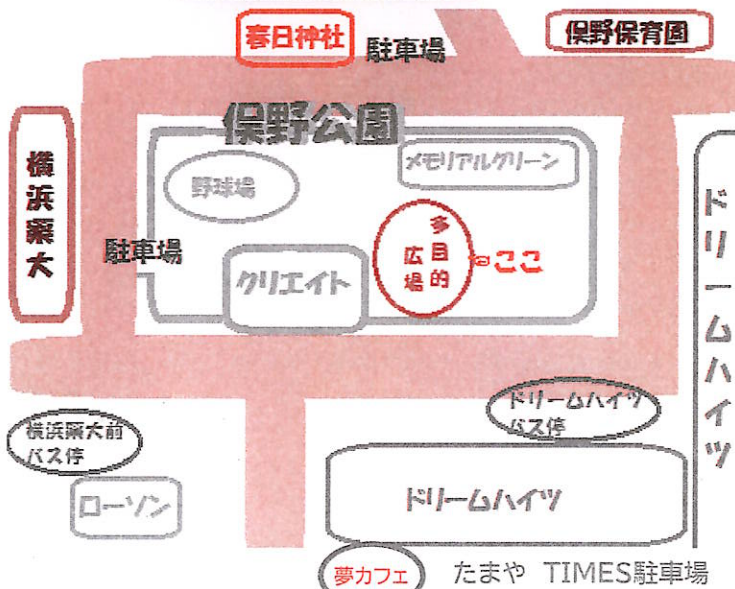 春日神社
駐車場
俣野保育園
俣野公園
横浜薬大
野球場
メモリアルグリーン
ドリームハイツ
駐車場
多目的
広場
ここ
クリエイト
横浜薬大前
バス停
ドリームハイツ
バス停
ローソン
ドリームハイツ
夢カフェ
たまや TIMES駐車場